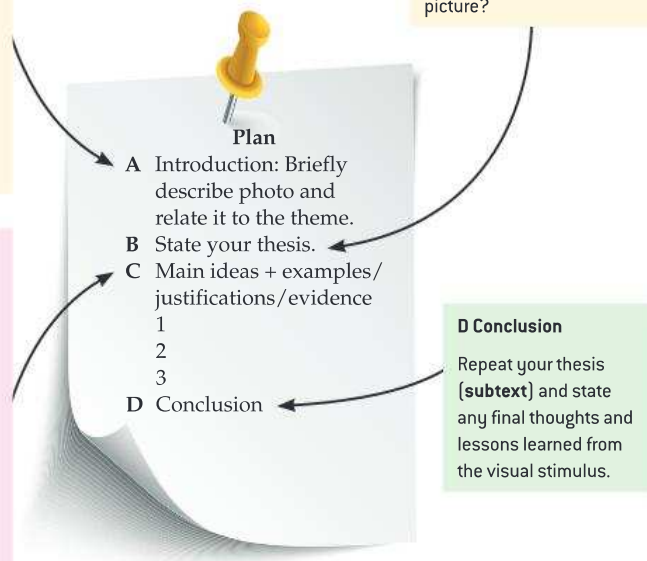 picture?
Plan
A Introduction: Briefly
describe photo and
relate it to the theme.
B State your thesis.
C Main ideas + examples/
justifications/evidence
1
2
3
D Conclusion
D Conclusion
Repeat your thesis
(subtext) and state
any final thoughts and
lessons learned from
the visual stimulus.